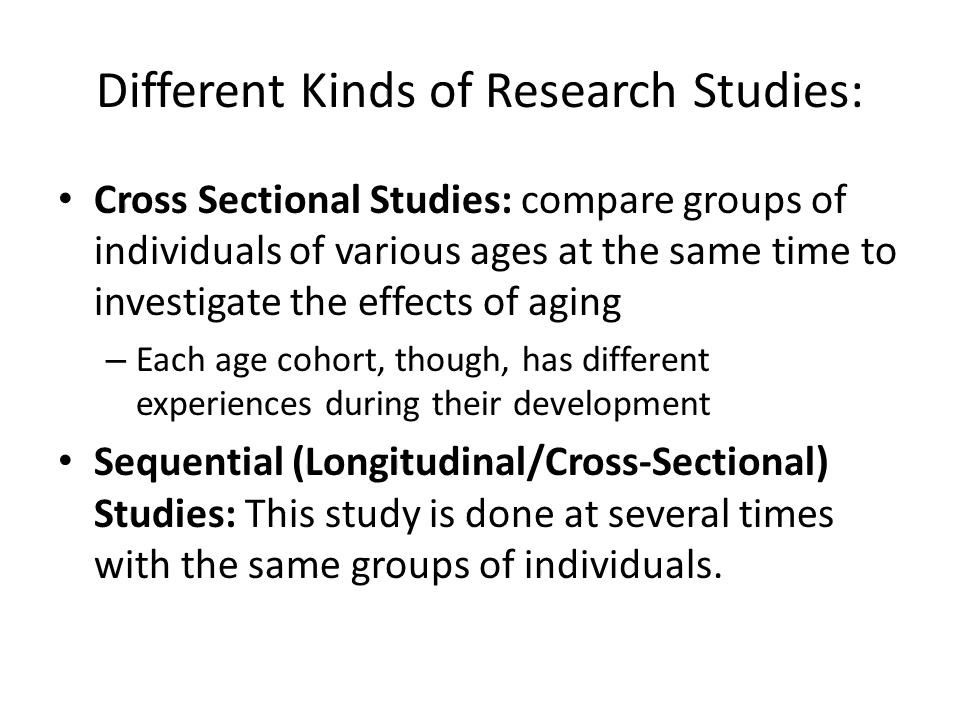 Different Kinds of Research Studies:
• Cross Sectional Studies: compare groups of
individuals of various ages at the same time to
investigate the effects of aging
– Each age cohort, though, has different
experiences during their development
• Sequential (Longitudinal/Cross-Sectional)
Studies: This study is done at several times
with the same groups of individuals.